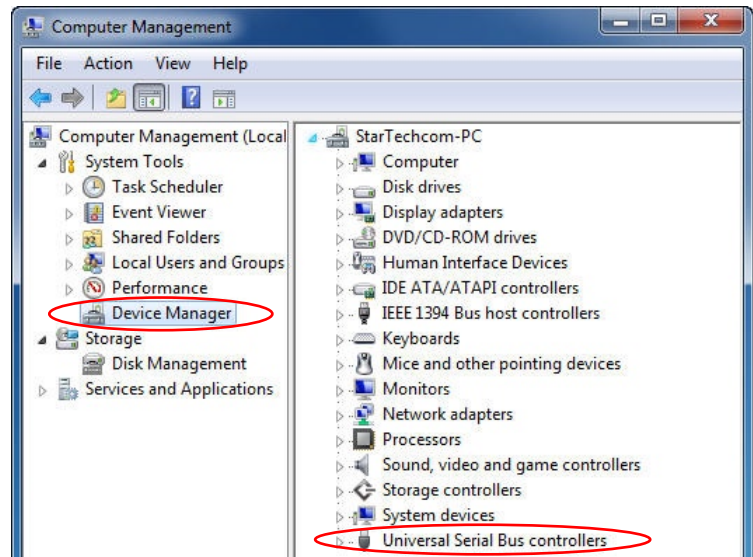 Computer Management
File Action View Help
Computer Management (Local
System Tools
Task Scheduler
Event Viewer
Shared Folders
Local Users and Groups
Performance
Device Manager
Storage
Disk Management
Services and Applications
StarTechcom-PC
Computer
Disk drives
Display adapters
DVD/CD-ROM drives
Human Interface Devices
IDE ATA/ATAPI controllers
IEEE 1394 Bus host controllers
Keyboards
Mice and other pointing devices
Monitors
Network adapters
Processors
Sound, video and game controllers
Storage controllers
System devices
Universal Serial Bus controllers